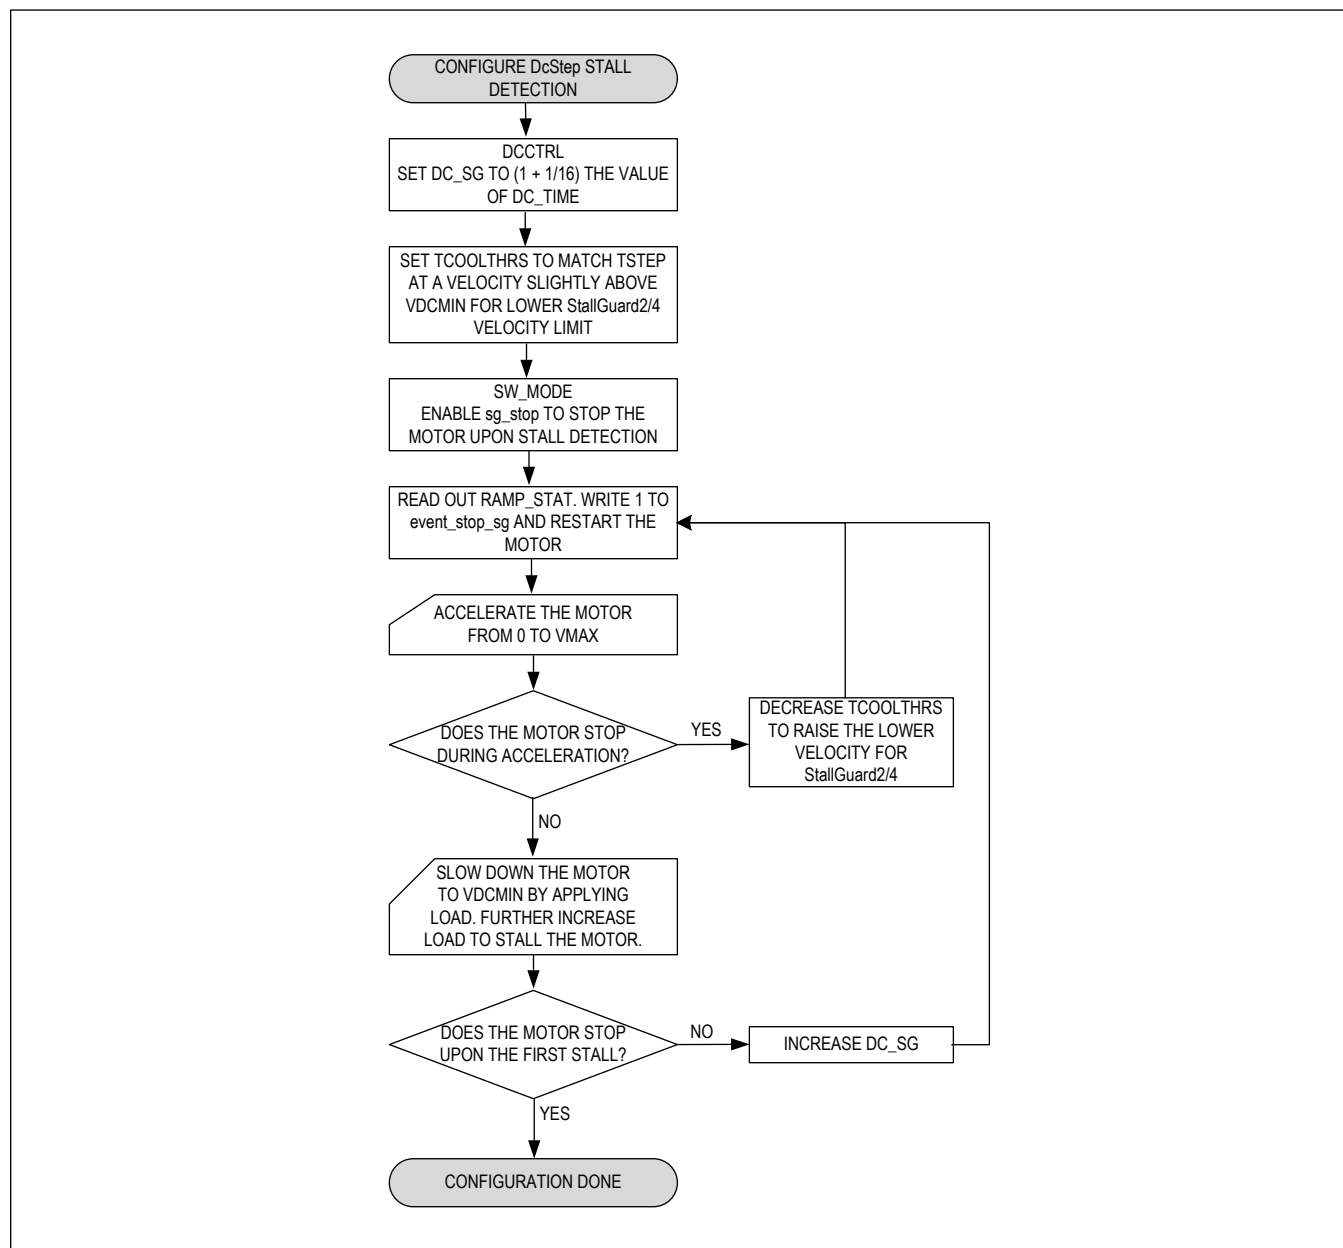 CONFIGURE DcStep STALL
DETECTION
DCCTRL
SET DC_SG TO (1 + 1/16) THE VALUE
OF DC_TIME
SET TCOOLTHRS TO MATCH TSTEP
AT A VELOCITY SLIGHTLY ABOVE
VDCMIN FOR LOWER StallGuard2/4
VELOCITY LIMIT
SW_MODE
ENABLE sg_stop TO STOP THE
MOTOR UPON STALL DETECTION
READ OUT RAMP_STAT. WRITE 1 TO
event_stop_sg AND RESTART THE
MOTOR
ACCELERATE THE MOTOR
FROM 0 TO VMAX
DOES THE MOTOR STOP
DURING ACCELERATION?
YES
DECREASE TCOOLTHRS
TO RAISE THE LOWER
VELOCITY FOR
StallGuard2/4
NO
SLOW DOWN THE MOTOR
TO VDCMIN BY APPLYING
LOAD. FURTHER INCREASE
LOAD TO STALL THE MOTOR.
DOES THE MOTOR STOP
UPON THE FIRST STALL?
NO
INCREASE DC_SG
YES
CONFIGURATION DONE